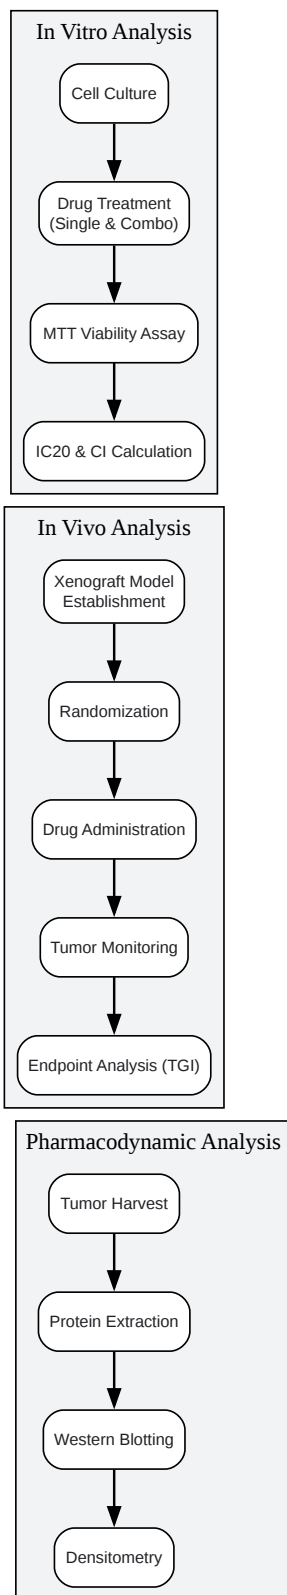 In Vitro Analysis
Cell Culture
Drug Treatment
(Single & Combo)
MTT Viability Assay
IC20 & CI Calculation
In Vivo Analysis
Xenograft Model
Establishment
Randomization
Drug Administration
Tumor Monitoring
Endpoint Analysis (TGI)
Pharmacodynamic Analysis
Tumor Harvest
Protein Extraction
Western Blotting
Densitometry